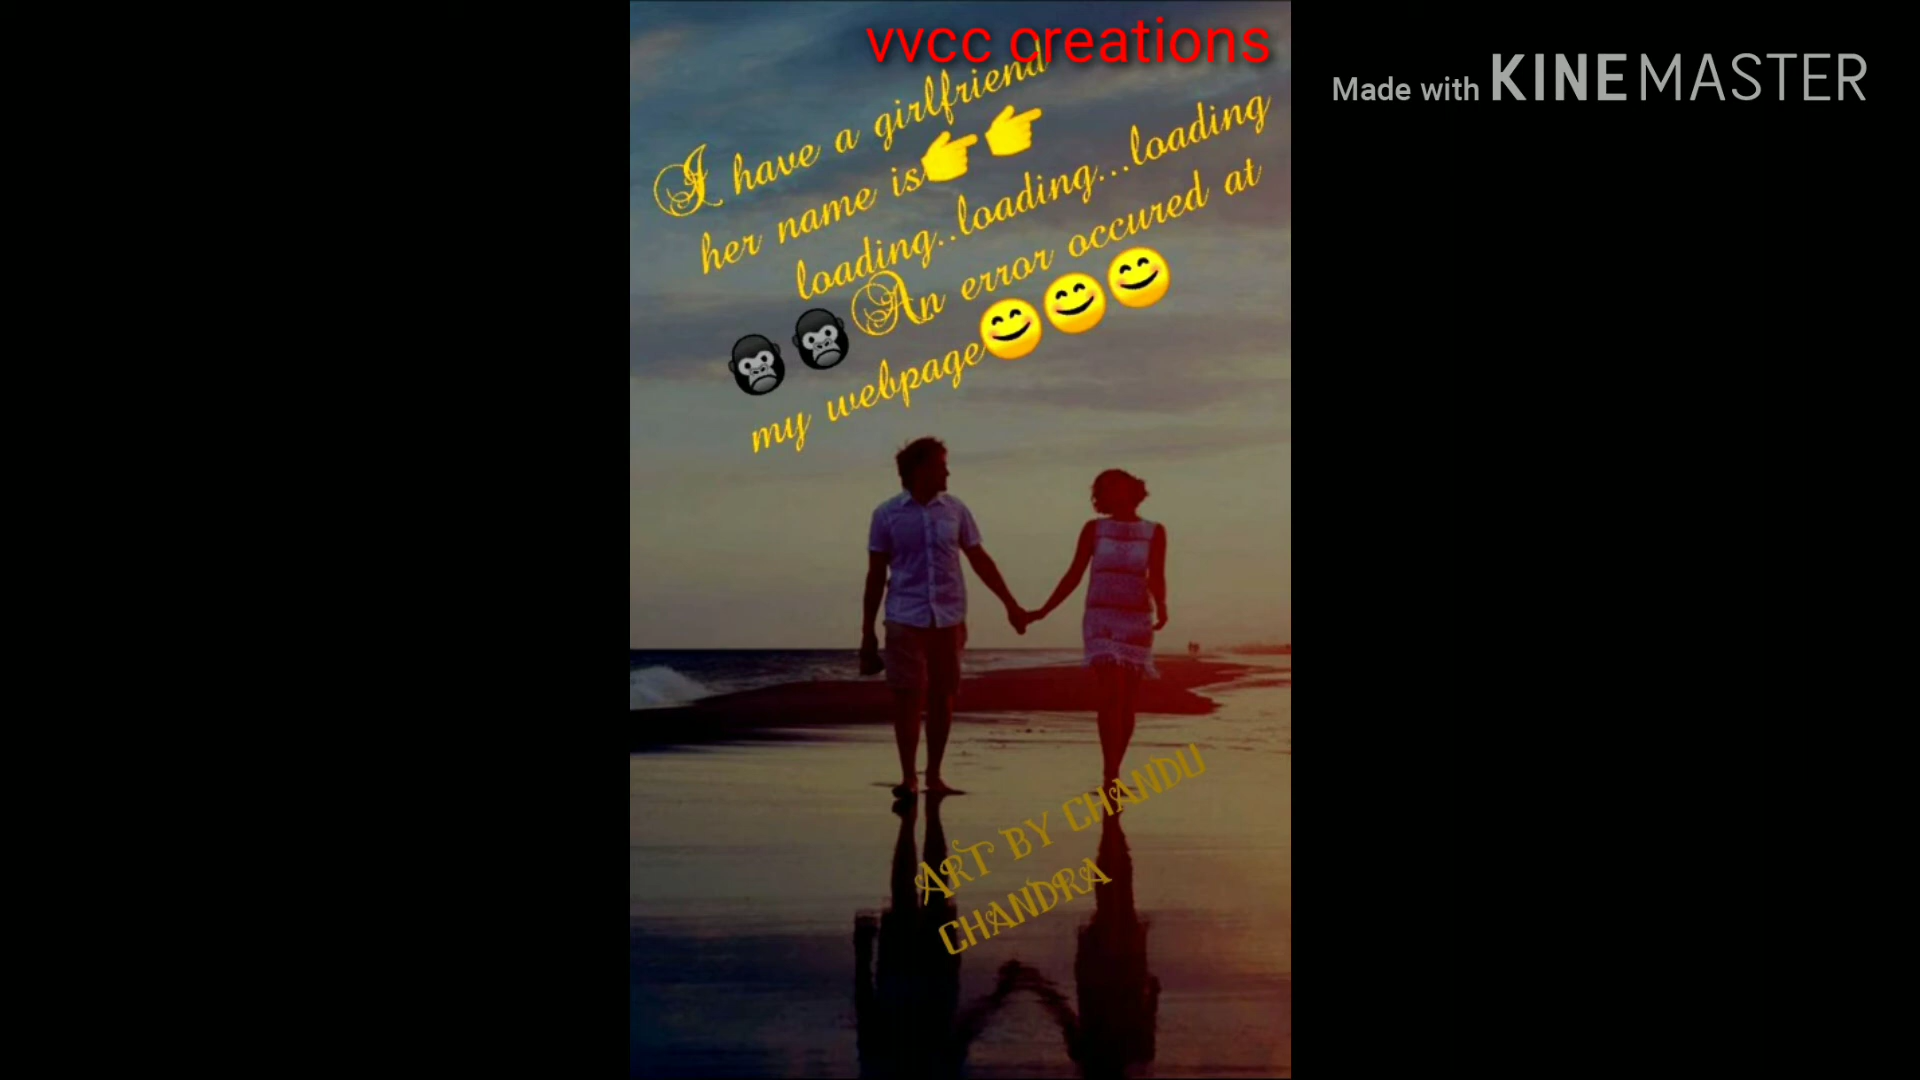 vvcc creations
Made with KINEMASTER
I have a girlfriend
her name is👉👉
loading..loading...loading
🦍🦍An error occured at
my webpage😊😊😊
ART BY CHANDU
CHANDRA